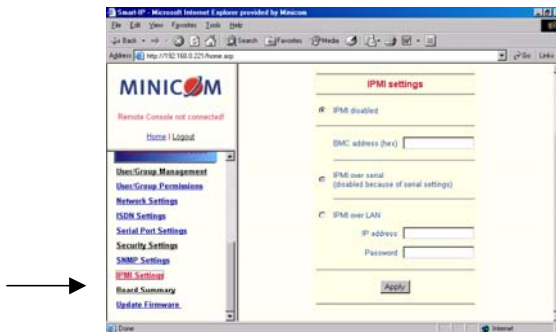 Smart-IP - Microsoft Internet Explorer provided by Minicom
File Edit View Favorites Tools Help
Back Search Favorites Media
Address http://192.168.0.221/home.asp Go Links
MINICOM
Remote Console not connected!
Home | Logout
User/Group Management
User/Group Permissions
Network Settings
ISDN Settings
Serial Port Settings
Security Settings
SNMP Settings
IPMI Settings
Board Summary
Update Firmware
IPMI settings
IPMI disabled
BMC address (hex)
IPMI over serial
(disabled because of serial settings)
IPMI over LAN
IP address
Password
Apply
Done Internet